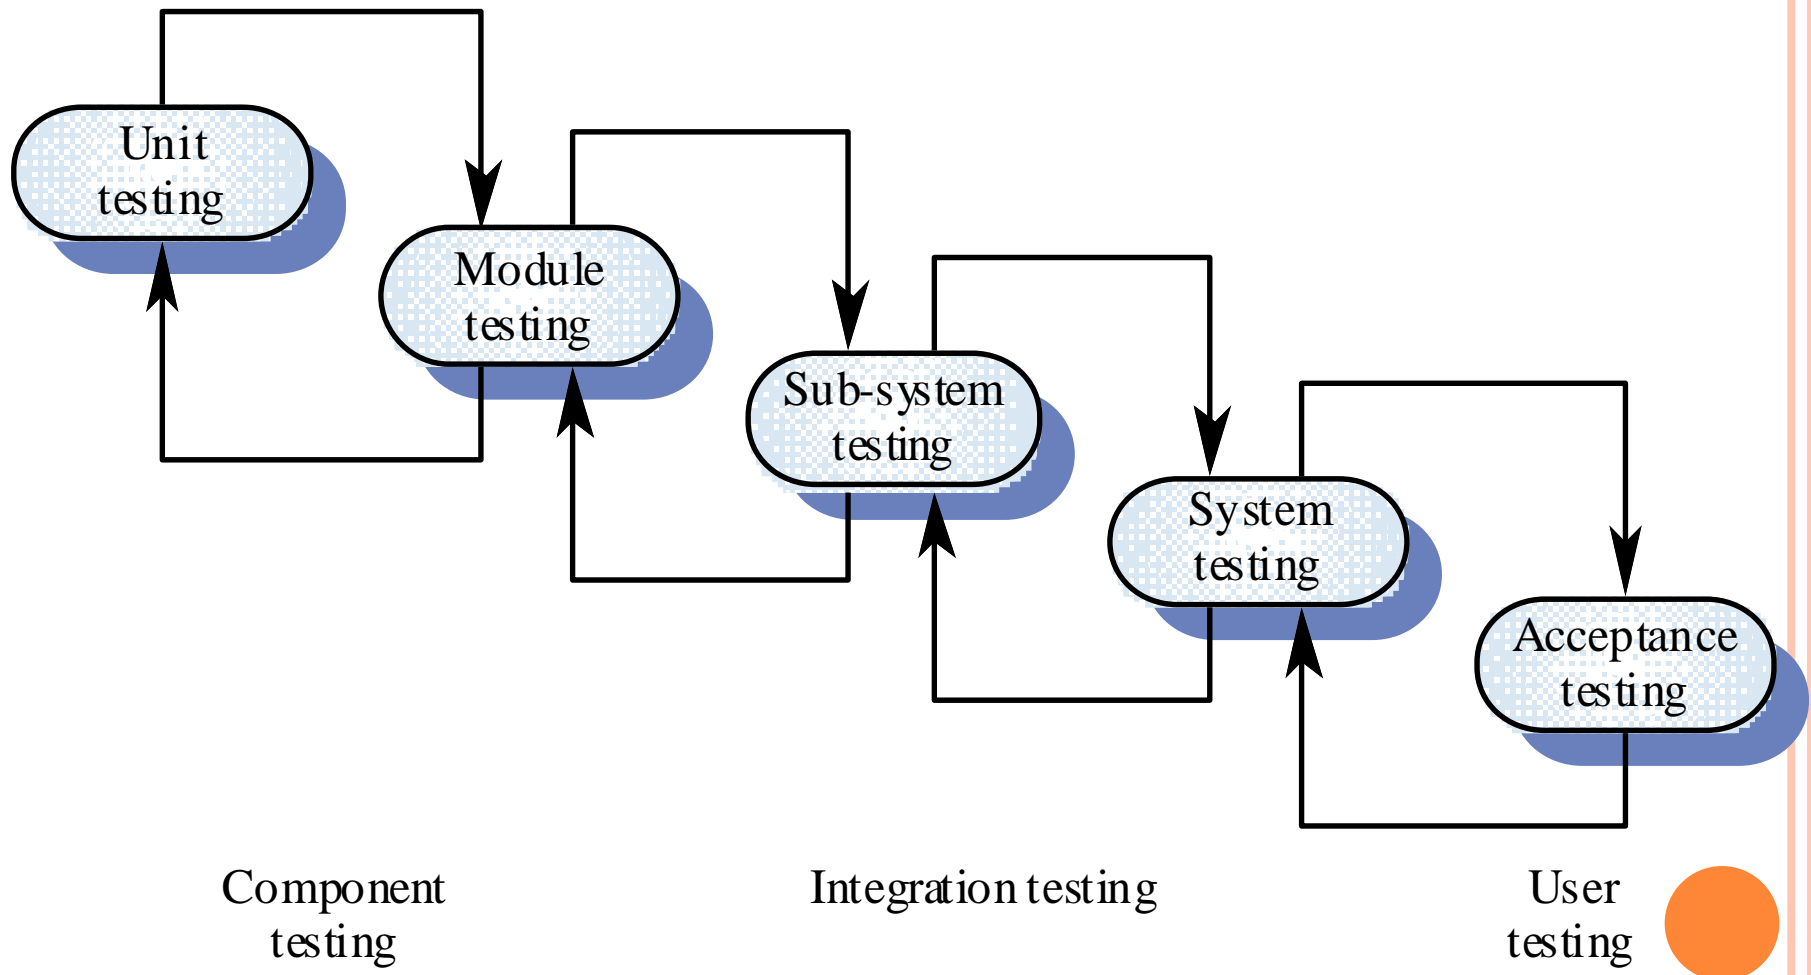 Unit
testing
Module
testing
Sub-system
testing
System
testing
Acceptance
testing
Component
testing
Integration testing
User
testing